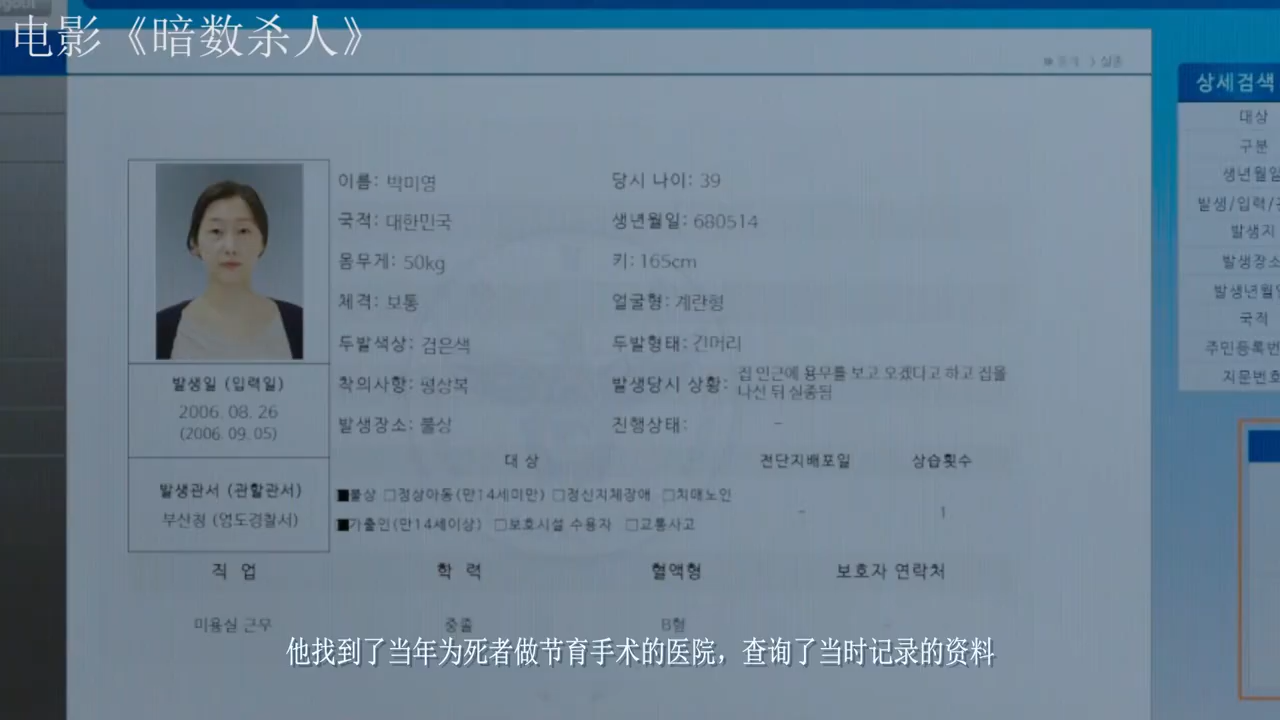 电影《暗数杀人》
실종
상세검색
대상
구분
생년월일
발생/입력/
발생지
발생장소
발생년월일
국적
주민등록번
지문번호
이름: 박미영 당시 나이: 39
국적: 대한민국 생년월일: 680514
몸무게: 50kg 키: 165cm
체격: 보통 얼굴형: 계란형
두발색상: 검은색 두발형태: 긴머리
착의사항: 평상복 발생당시 상황: 집 인근에 용무를 보고 오겠다고 하고 집을
나선 뒤 실종됨
발생장소: 불상 진행상태: -
발생일 (입력일)
2006. 08. 26
(2006. 09. 05)
발생관서 (관할관서)
부산청 (영도경찰서)
대 상 전단지배포일 상습횟수
■불상 □정상아동(만14세미만) □정신지체장애 □치매노인
■가출인(만14세이상) □보호시설 수용자 □교통사고
- 1
직 업 학 력 혈액형 보호자 연락처
미용실 근무 중졸 B형
他找到了当年为死者做节育手术的医院，查询了当时记录的资料